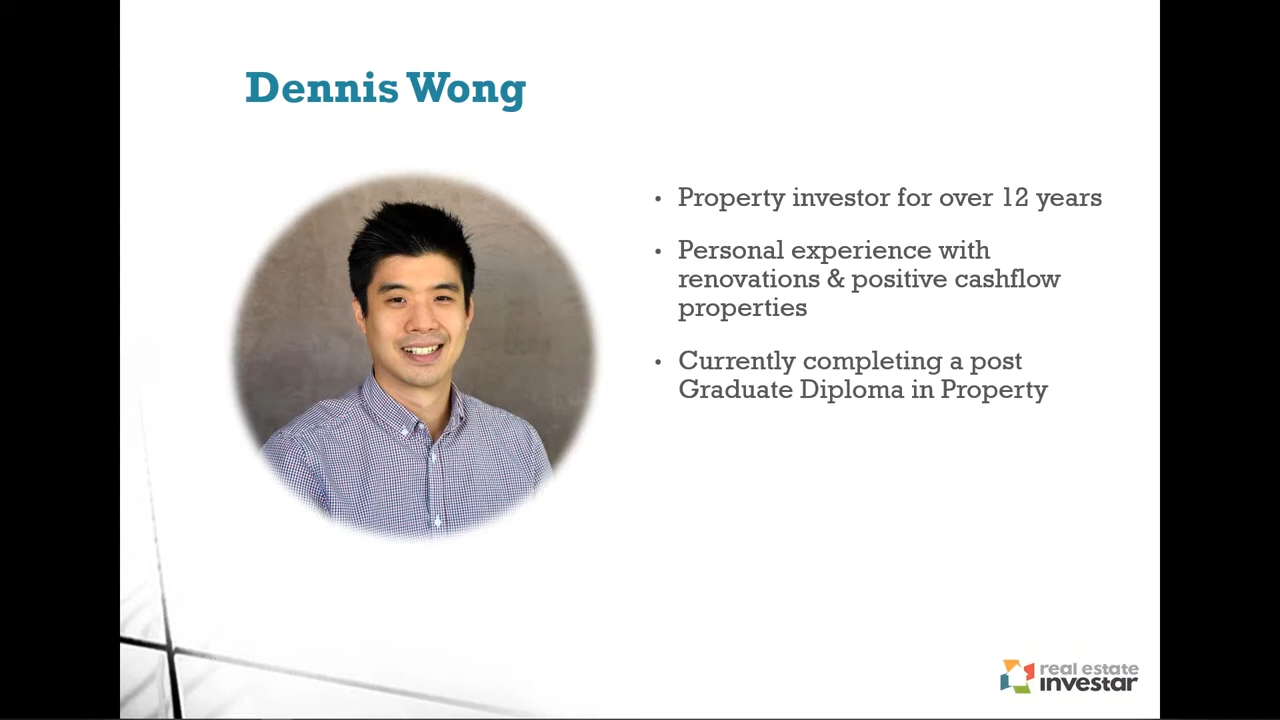 Dennis Wong
• Property investor for over 12 years
• Personal experience with
renovations & positive cashflow
properties
• Currently completing a post
Graduate Diploma in Property
real estate
investar